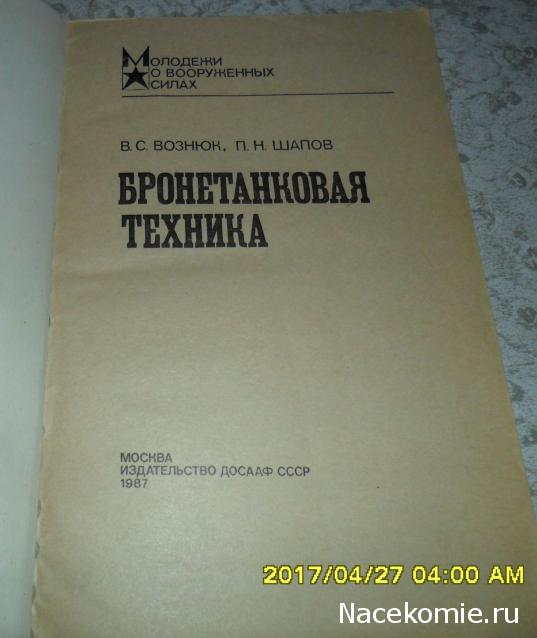 Молодежи
о вооруженных
силах
В. С. ВОЗНЮК, П. Н. ШАПОВ
БРОНЕТАНКОВАЯ
ТЕХНИКА
МОСКВА
ИЗДАТЕЛЬСТВО ДОСААФ СССР
1987
2017/04/27 04:00 AM
Nacekomie.ru